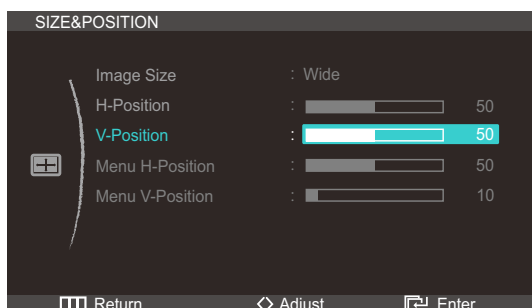 SIZE&POSITION
Image Size : Wide
H-Position : 50
V-Position : 50
Menu H-Position : 50
Menu V-Position : 10
Return Adjust Enter